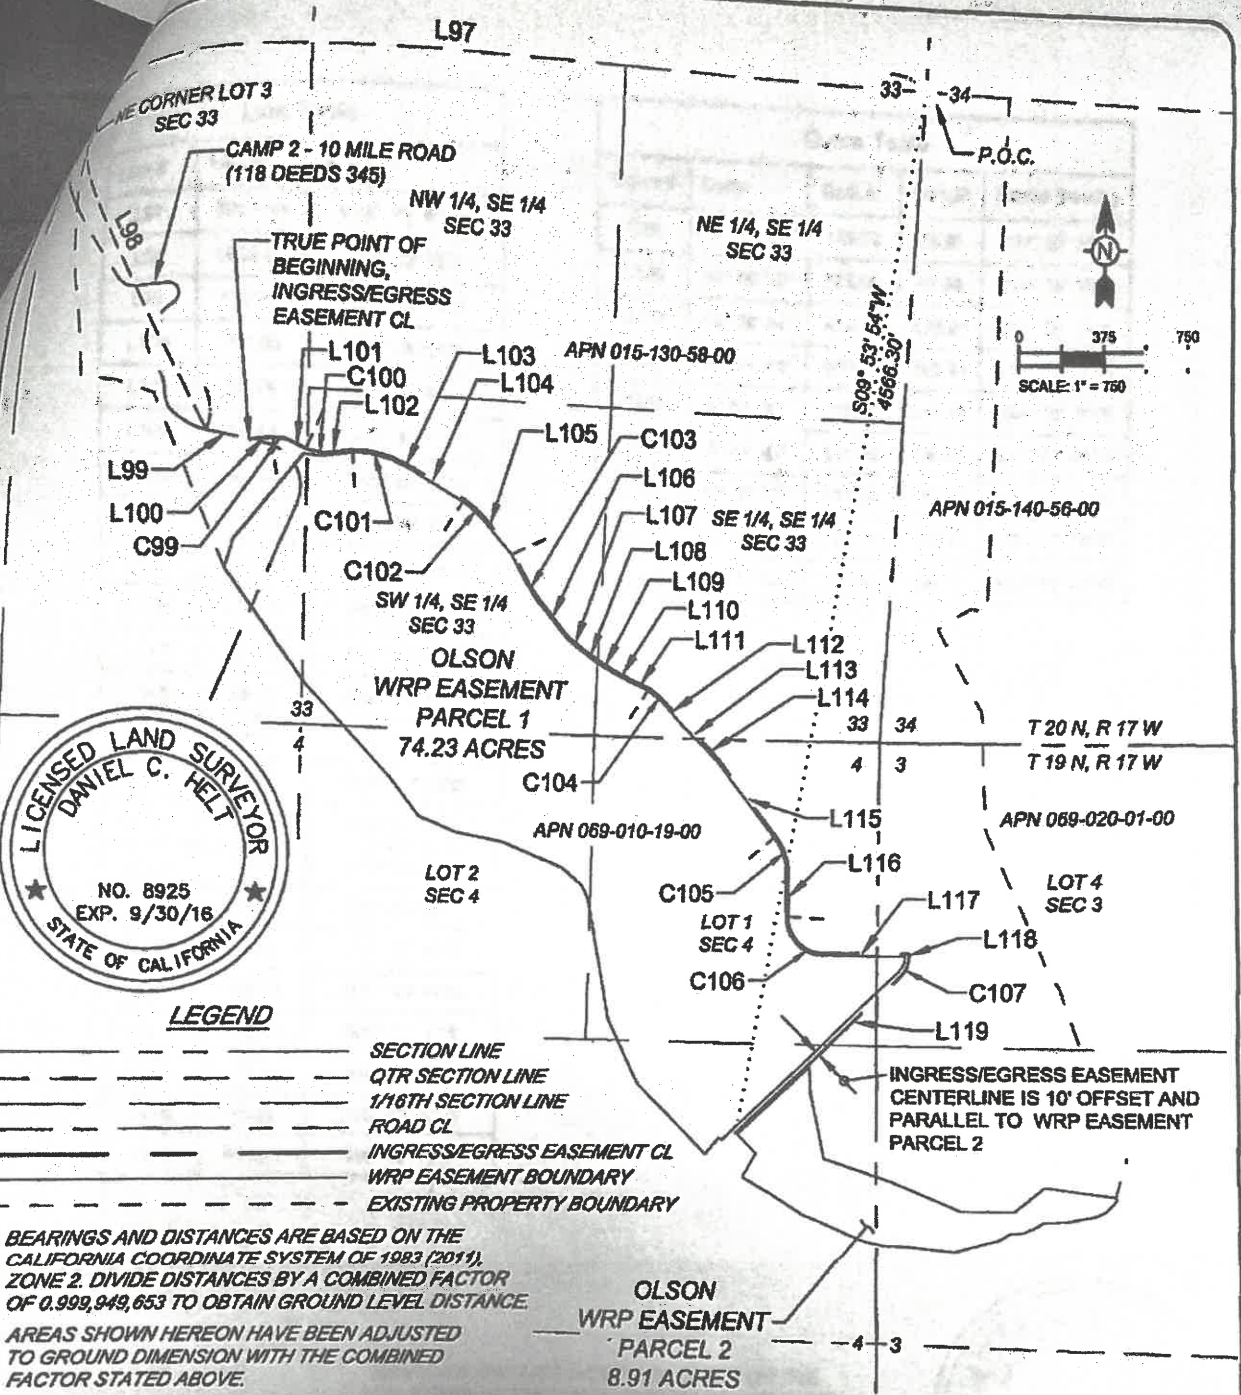 L97
NE CORNER LOT 3
SEC 33
33
34
P.O.C.
CAMP 2 - 10 MILE ROAD
(118 DEEDS 345)
NW 1/4, SE 1/4
SEC 33
NE 1/4, SE 1/4
SEC 33
L98
TRUE POINT OF
BEGINNING,
INGRESS/EGRESS
EASEMENT CL
N
0 375 750
SCALE: 1" = 750
S09° 53' 54"W
4566.30'
L101
C100
L102
L103
L104
APN 015-130-58-00
L105
C103
L99
L100
C99
C101
C102
L106
L107
SE 1/4, SE 1/4
SEC 33
APN 015-140-56-00
L108
L109
L110
L111
SW 1/4, SE 1/4
SEC 33
L112
L113
L114
OLSON
WRP EASEMENT
PARCEL 1
74.23 ACRES
33
4
33 34
4 3
T 20 N, R 17 W
T 19 N, R 17 W
C104
L115
APN 069-010-19-00
APN 069-020-01-00
LICENSED LAND SURVEYOR
DANIEL C. HELT
NO. 8925
EXP. 9/30/16
STATE OF CALIFORNIA
LOT 2
SEC 4
L116
C105
LOT 1
SEC 4
L117
LOT 4
SEC 3
L118
C106
C107
L119
INGRESS/EGRESS EASEMENT
CENTERLINE IS 10' OFFSET AND
PARALLEL TO WRP EASEMENT
PARCEL 2
LEGEND
SECTION LINE
QTR SECTION LINE
1/16TH SECTION LINE
ROAD CL
INGRESS/EGRESS EASEMENT CL
WRP EASEMENT BOUNDARY
EXISTING PROPERTY BOUNDARY
BEARINGS AND DISTANCES ARE BASED ON THE
CALIFORNIA COORDINATE SYSTEM OF 1983 (2011),
ZONE 2. DIVIDE DISTANCES BY A COMBINED FACTOR
OF 0.999,949,653 TO OBTAIN GROUND LEVEL DISTANCE.
AREAS SHOWN HEREON HAVE BEEN ADJUSTED
TO GROUND DIMENSION WITH THE COMBINED
FACTOR STATED ABOVE.
OLSON
WRP EASEMENT
PARCEL 2
8.91 ACRES
4 3